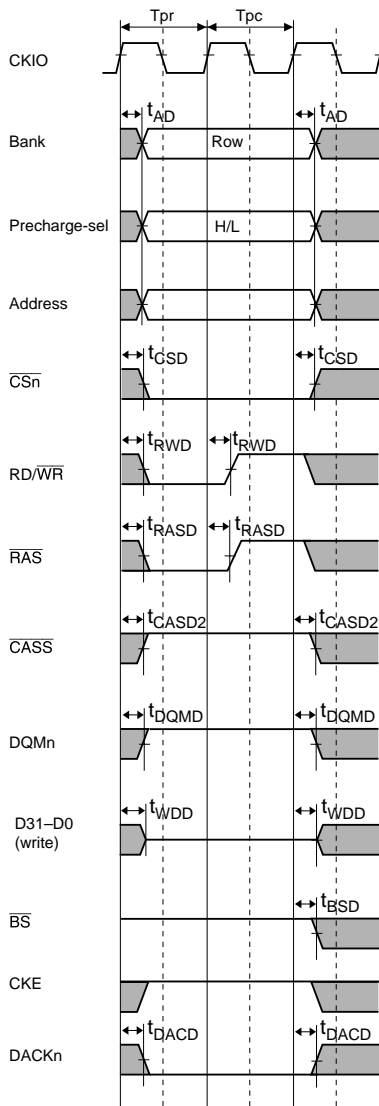 Tpr Tpc
CKIO
tAD tAD
Bank Row
Precharge-sel H/L
Address
tCSD tCSD
CSn
tRWD tRWD
RD/WR
tRASD tRASD
RAS
tCASD2 tCASD2
CASS
tDQMD tDQMD
DQMn
tWDD tWDD
D31–D0
(write)
tBSD
BS
CKE
tDACD tDACD
DACKn